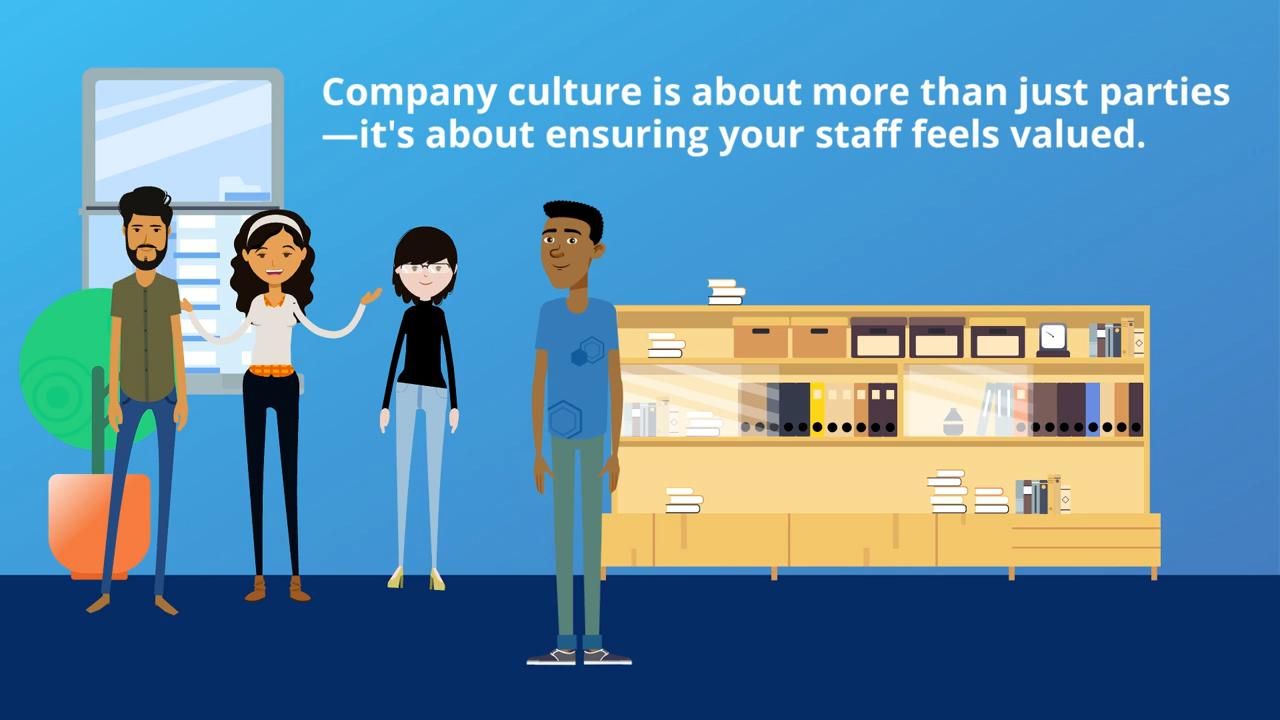 Company culture is about more than just parties
—it's about ensuring your staff feels valued.